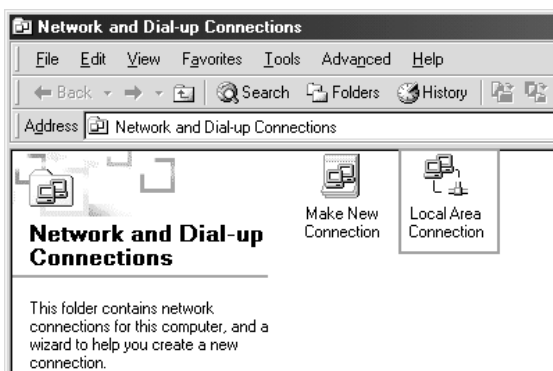 Network and Dial-up Connections
File Edit View Favorites Tools Advanced Help
Back Search Folders History
Address Network and Dial-up Connections
Make New
Connection
Local Area
Connection
Network and Dial-up
Connections
This folder contains network
connections for this computer, and a
wizard to help you create a new
connection.